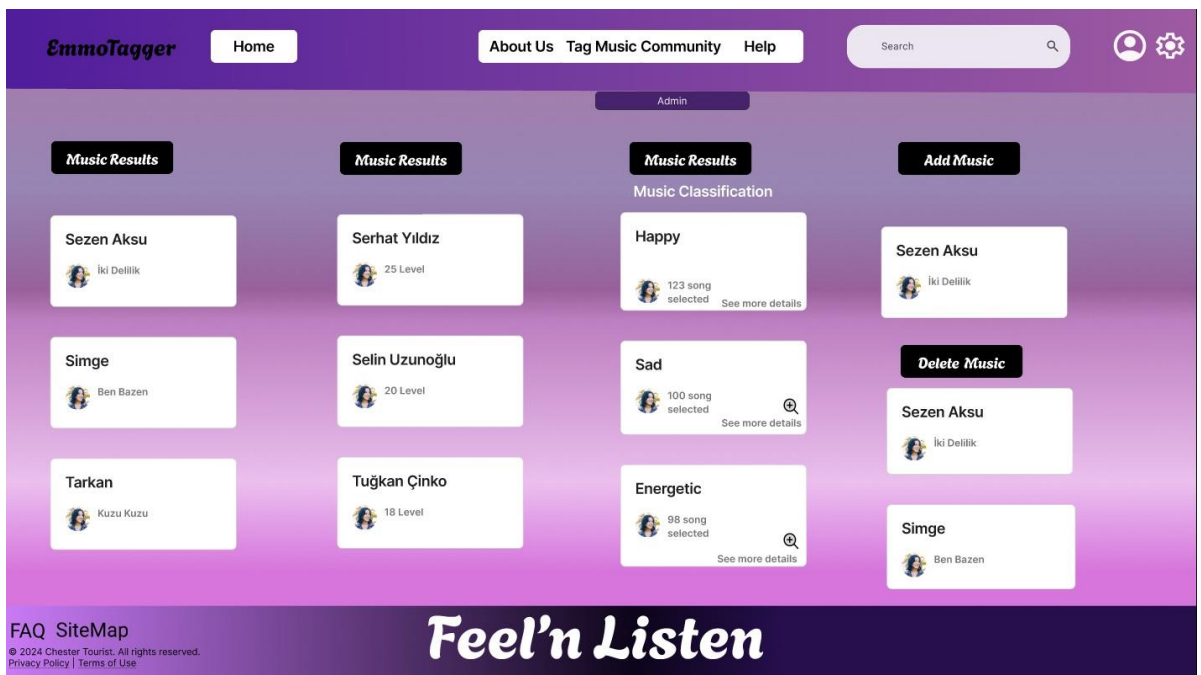 EmmoTagger
Home
About Us Tag Music Community Help
Search
Admin
Music Results
Sezen Aksu
İki Delilik
Simge
Ben Bazen
Tarkan
Kuzu Kuzu
Music Results
Serhat Yıldız
25 Level
Selin Uzunoğlu
20 Level
Tuğkan Çinko
18 Level
Music Results
Music Classification
Happy
123 song
selected
See more details
Sad
100 song
selected
See more details
Energetic
98 song
selected
See more details
Add Music
Sezen Aksu
İki Delilik
Delete Music
Sezen Aksu
İki Delilik
Simge
Ben Bazen
FAQ SiteMap
© 2024 Chester Tourist. All rights reserved.
Privacy Policy | Terms of Use
Feel'n Listen